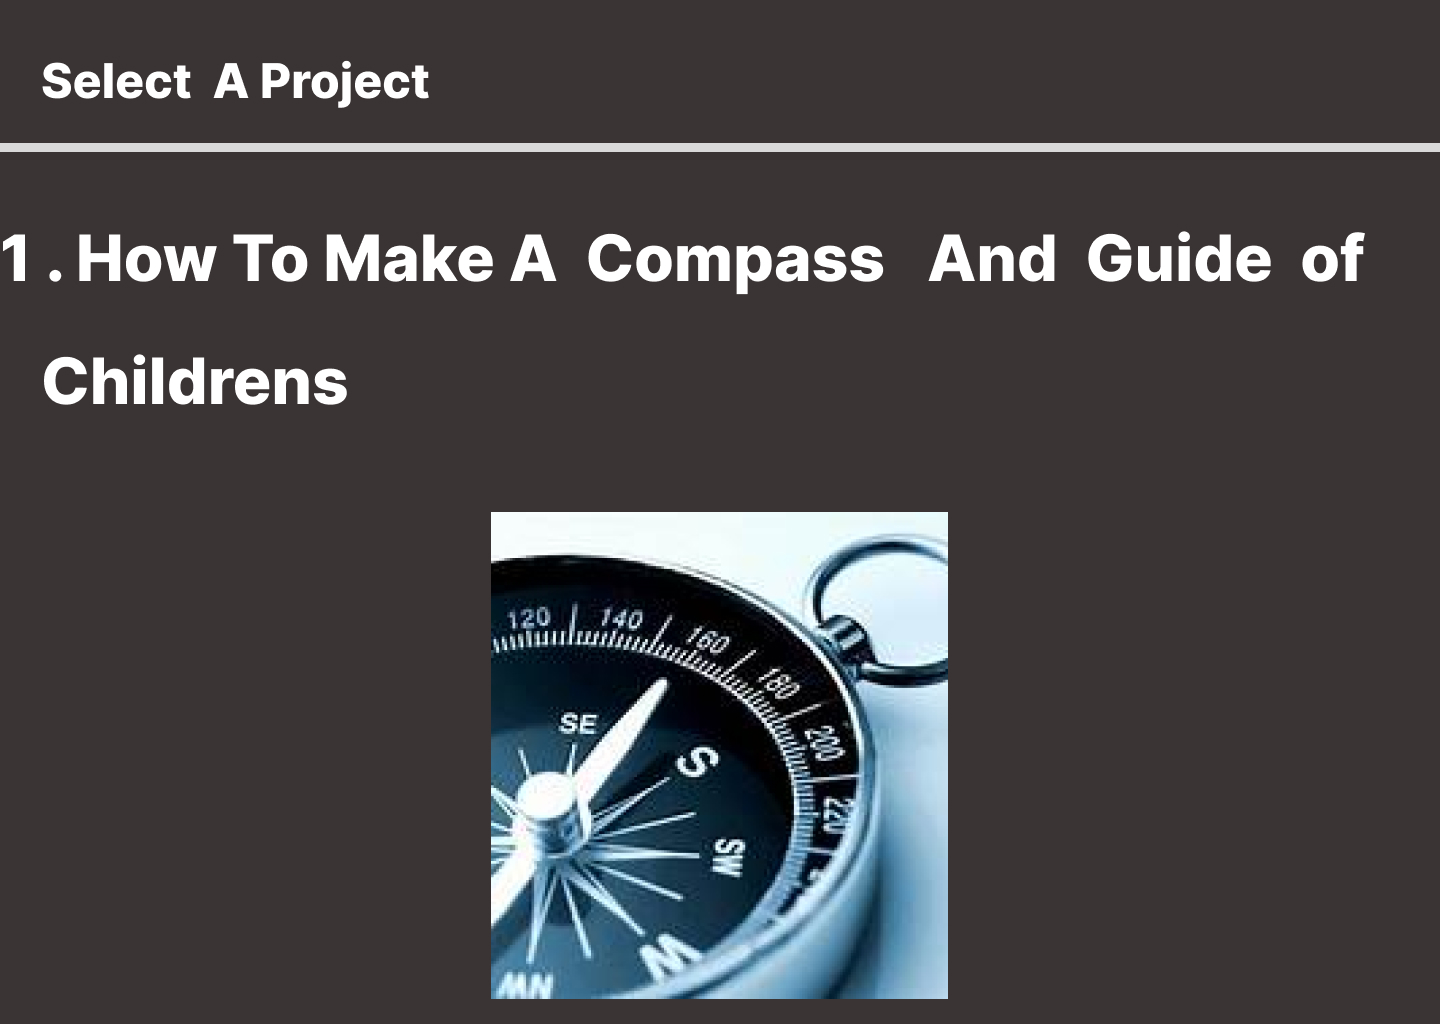 Select A Project
1 . How To Make A Compass And Guide of
Childrens
120 140 160 180 200 220
SE S SW W NW